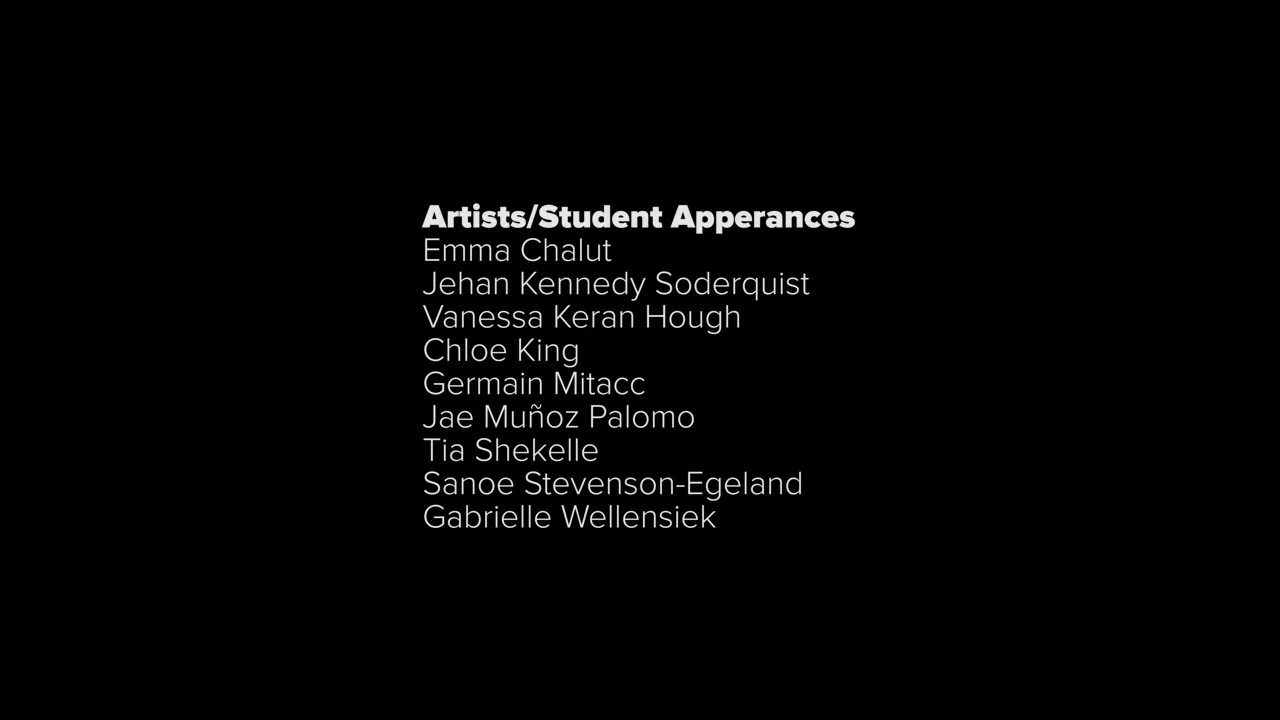 Artists/Student Apperances
Emma Chalut
Jehan Kennedy Soderquist
Vanessa Keran Hough
Chloe King
Germain Mitacc
Jae Muñoz Palomo
Tia Shekelle
Sanoe Stevenson-Egeland
Gabrielle Wellensiek